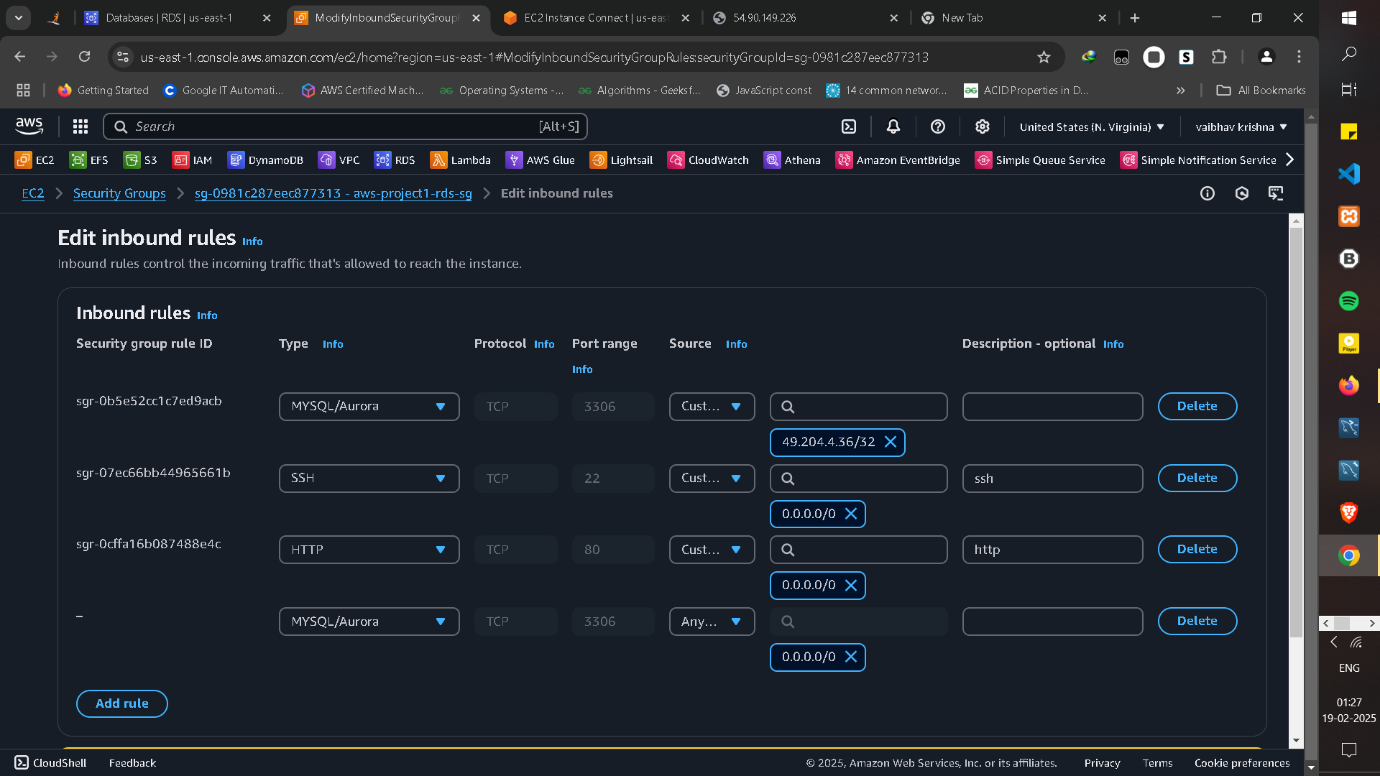 Databases | RDS | us-east-1
ModifyInboundSecurityGroup
EC2 Instance Connect | us-eas
54.90.149.226
New Tab
us-east-1.console.aws.amazon.com/ec2/home?region=us-east-1#ModifyInboundSecurityGroupRules:securityGroupId=sg-0981c287eec877313
Getting Started
Google IT Automati...
AWS Certified Mach...
Operating Systems -...
Algorithms - Geeksf...
JavaScript const
14 common networ...
ACID Properties in D...
All Bookmarks
aws
Search
[Alt+S]
United States (N. Virginia)
vaibhav krishna
EC2
EFS
S3
IAM
DynamoDB
VPC
RDS
Lambda
AWS Glue
Lightsail
CloudWatch
Athena
Amazon EventBridge
Simple Queue Service
Simple Notification Service
EC2
Security Groups
sg-0981c287eec877313 - aws-project1-rds-sg
Edit inbound rules
Edit inbound rules Info
Inbound rules control the incoming traffic that's allowed to reach the instance.
Inbound rules Info
Security group rule ID
Type Info
Protocol Info
Port range
Info
Source Info
Description - optional Info
sgr-0b5e52cc1c7ed9acb
MYSQL/Aurora
TCP
3306
Cust...
Delete
49.204.4.36/32
sgr-07ec66bb44965661b
SSH
TCP
22
Cust...
ssh
Delete
0.0.0.0/0
sgr-0cffa16b087488e4c
HTTP
TCP
80
Cust...
http
Delete
0.0.0.0/0
–
MYSQL/Aurora
TCP
3306
Any...
Delete
0.0.0.0/0
Add rule
CloudShell
Feedback
© 2025, Amazon Web Services, Inc. or its affiliates.
Privacy
Terms
Cookie preferences
ENG
01:27
19-02-2025